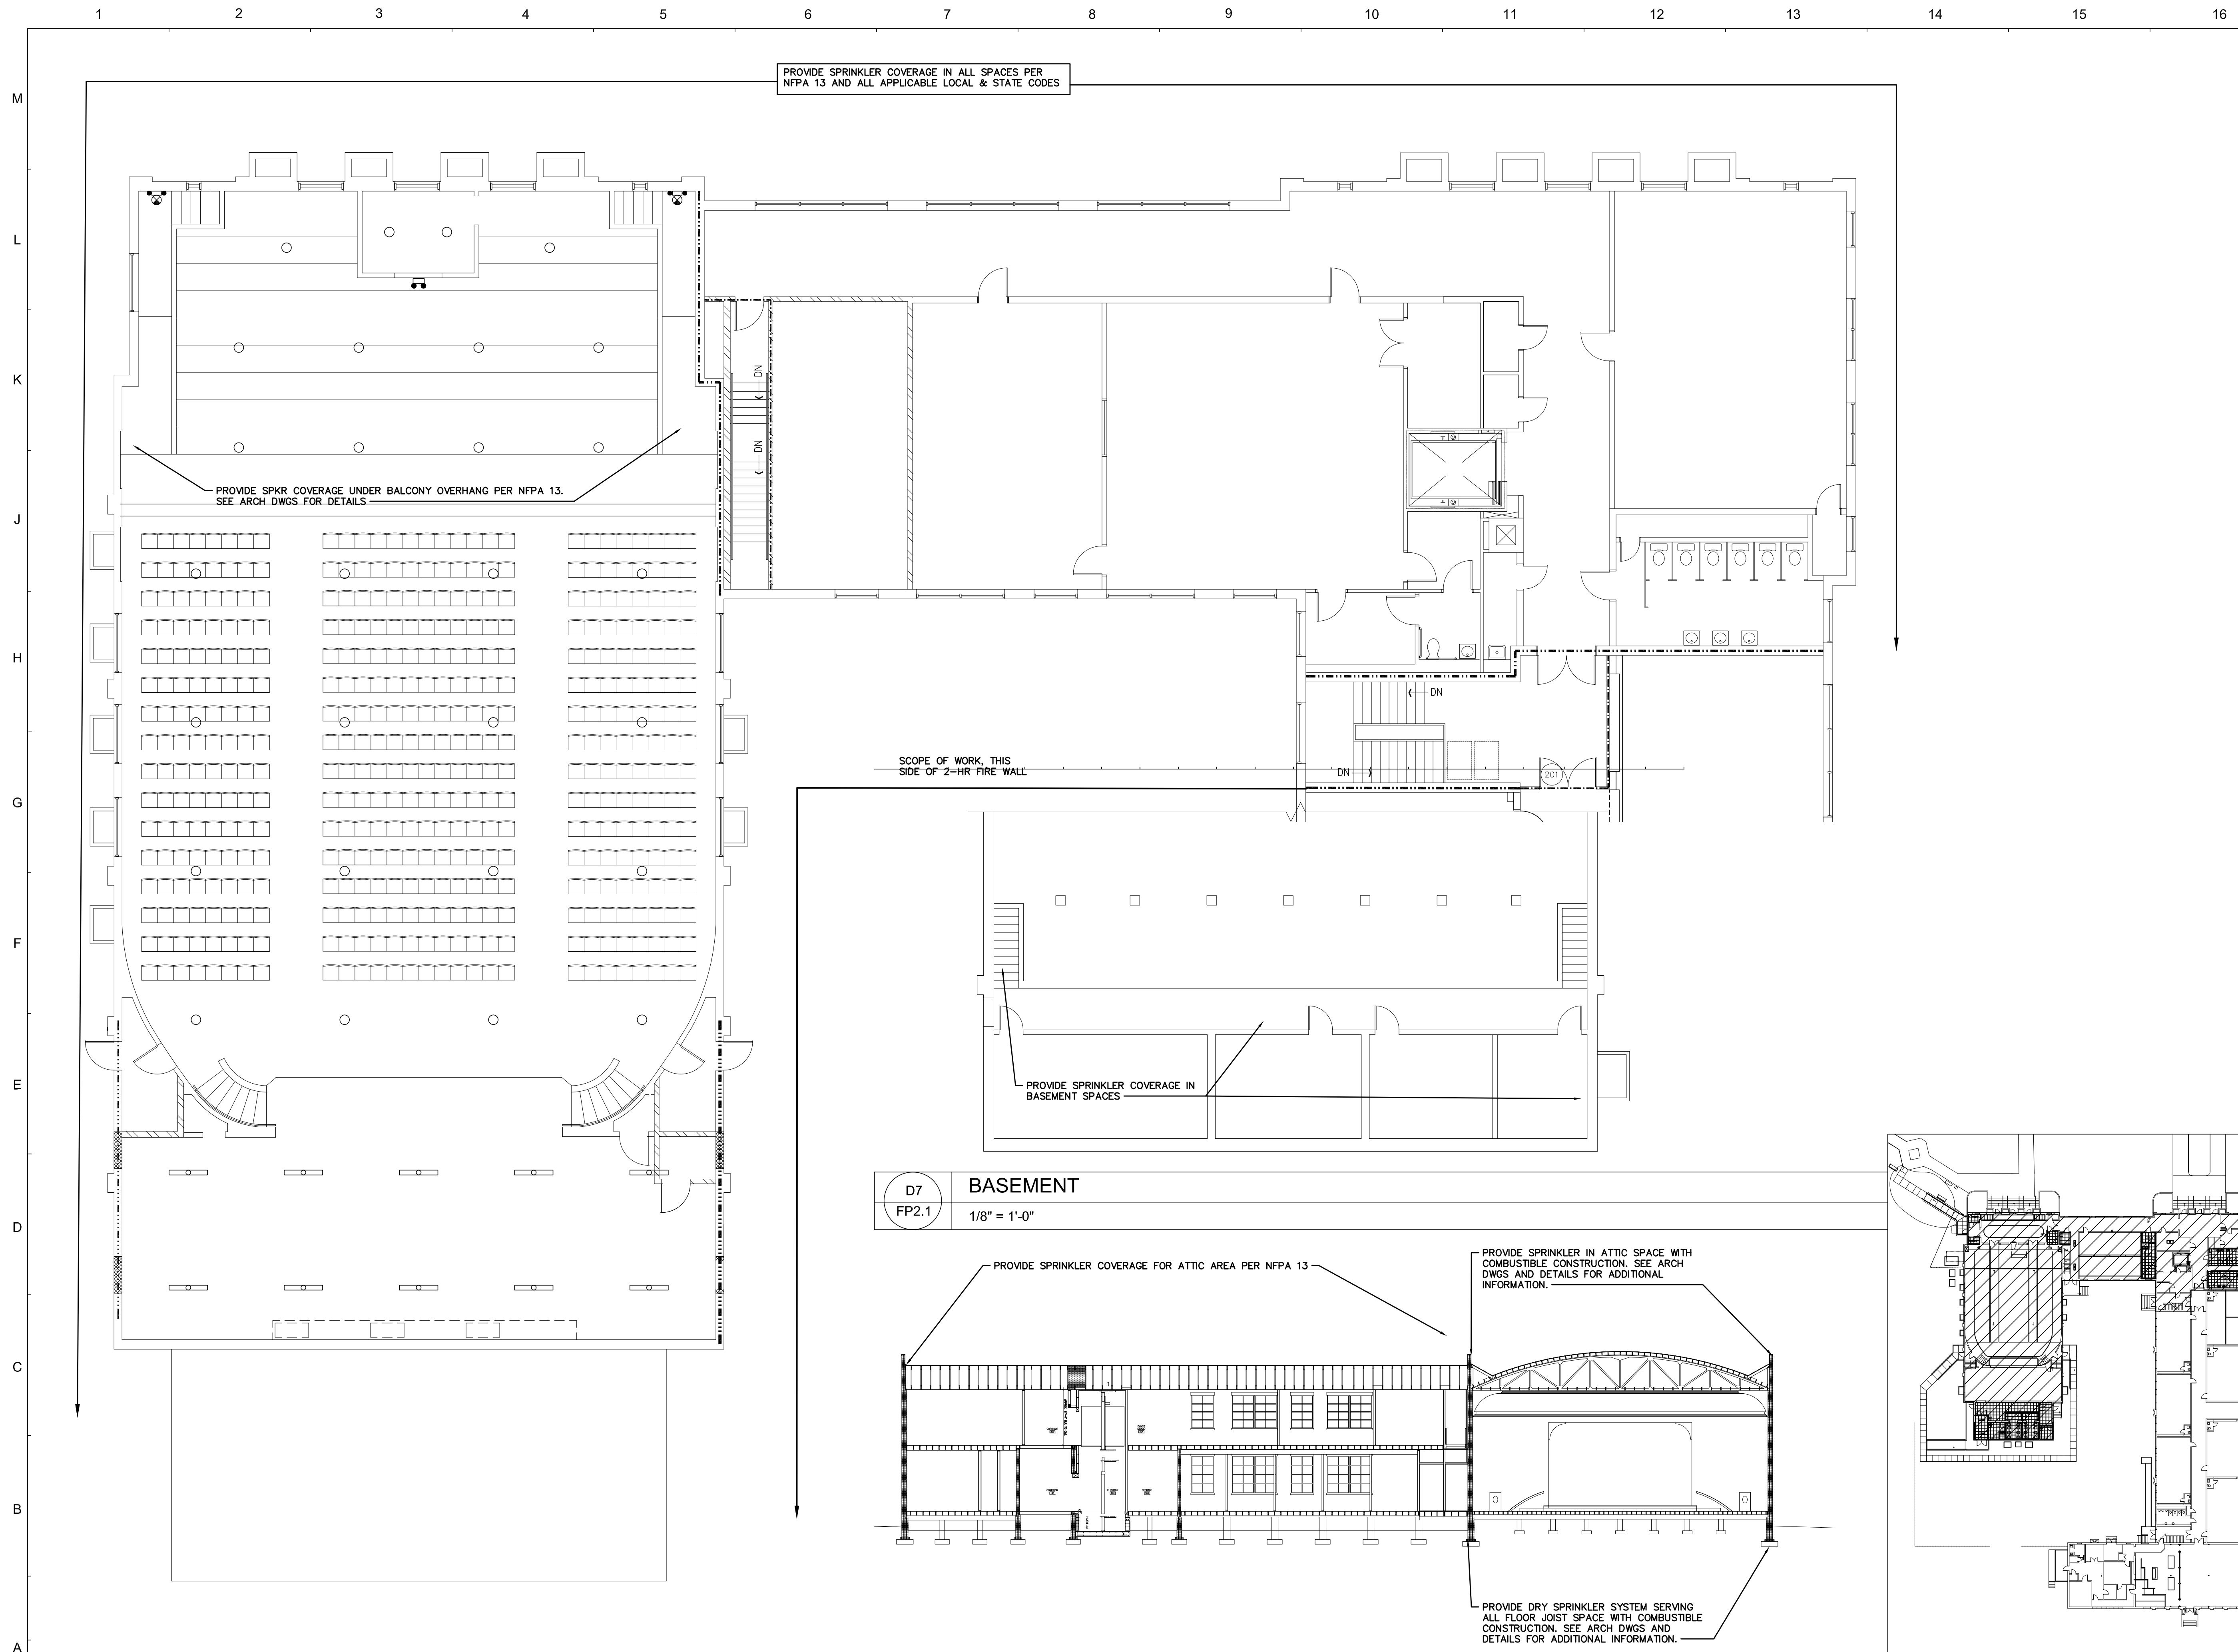 1 2 3 4 5 6 7 8 9 10 11 12 13 14 15 16
M
L
K
J
H
G
F
E
D
C
B
A
PROVIDE SPRINKLER COVERAGE IN ALL SPACES PER
NFPA 13 AND ALL APPLICABLE LOCAL & STATE CODES
DN
DN
PROVIDE SPKR COVERAGE UNDER BALCONY OVERHANG PER NFPA 13.
SEE ARCH DWGS FOR DETAILS
DN
SCOPE OF WORK, THIS
SIDE OF 2-HR FIRE WALL
DN
201
PROVIDE SPRINKLER COVERAGE IN
BASEMENT SPACES
D7
FP2.1
BASEMENT
1/8" = 1'-0"
PROVIDE SPRINKLER COVERAGE FOR ATTIC AREA PER NFPA 13
PROVIDE SPRINKLER IN ATTIC SPACE WITH
COMBUSTIBLE CONSTRUCTION. SEE ARCH
DWGS AND DETAILS FOR ADDITIONAL
INFORMATION.
PROVIDE DRY SPRINKLER SYSTEM SERVING
ALL FLOOR JOIST SPACE WITH COMBUSTIBLE
CONSTRUCTION. SEE ARCH DWGS AND
DETAILS FOR ADDITIONAL INFORMATION.